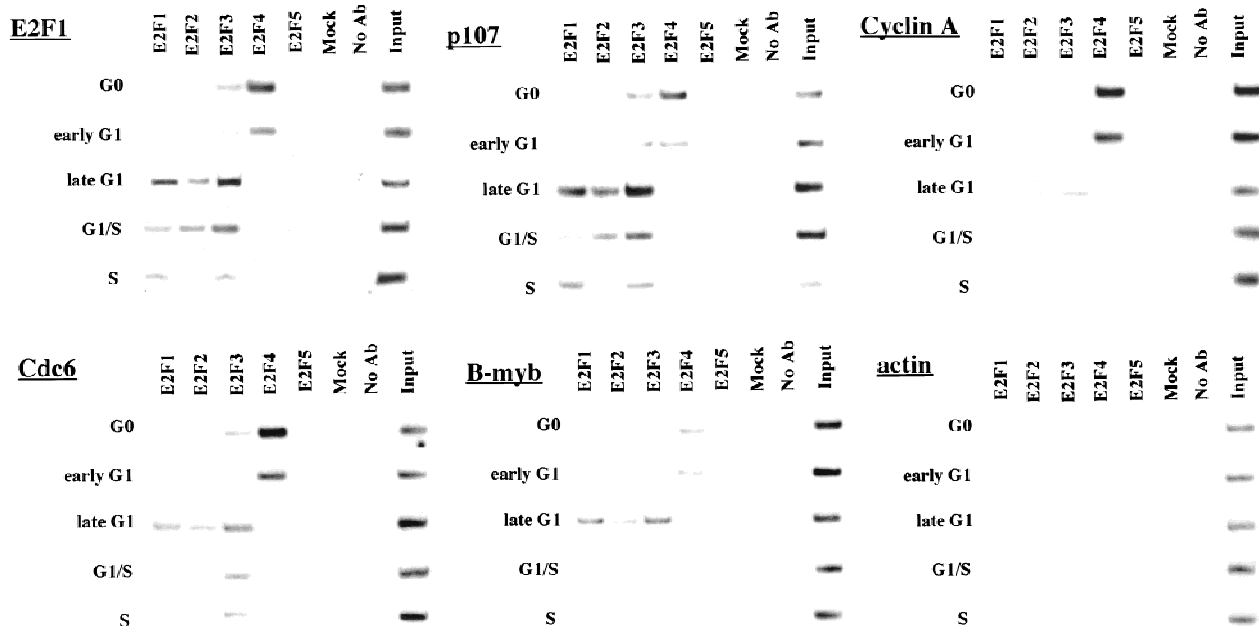 E2F1
E2F1 E2F2 E2F3 E2F4 E2F5 Mock No Ab Input
G0
early G1
late G1
G1/S
S
p107
E2F1 E2F2 E2F3 E2F4 E2F5 Mock No Ab Input
G0
early G1
late G1
G1/S
S
Cyclin A
E2F1 E2F2 E2F3 E2F4 E2F5 Mock No Ab Input
G0
early G1
late G1
G1/S
S
Cdc6
E2F1 E2F2 E2F3 E2F4 E2F5 Mock No Ab Input
G0
early G1
late G1
G1/S
S
B-myb
E2F1 E2F2 E2F3 E2F4 E2F5 Mock No Ab Input
G0
early G1
late G1
G1/S
S
actin
E2F1 E2F2 E2F3 E2F4 E2F5 Mock No Ab Input
G0
early G1
late G1
G1/S
S